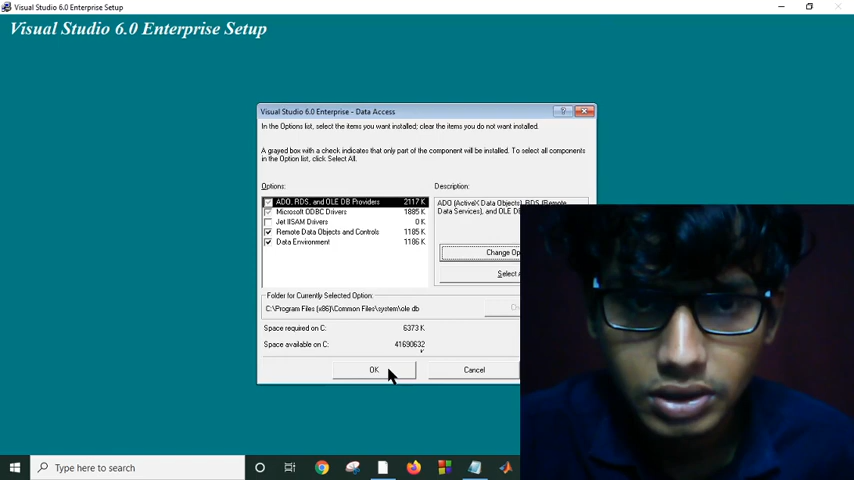 Visual Studio 6.0 Enterprise Setup
Visual Studio 6.0 Enterprise Setup
Visual Studio 6.0 Enterprise - Data Access
In the Options list, select the items you want installed; clear the items you do not want installed.
A grayed box with a check indicates that only part of the component will be installed. To select all components
in the Option list, click Select All.
Options:
ADO, RDS, and OLE DB Providers 2117 K
Microsoft ODBC Drivers 1885 K
Jet IISAM Drivers 0 K
Remote Data Objects and Controls 1185 K
Data Environment 1186 K
Description:
ADO (ActiveX Data Objects), RDS (Remote
Data Services), and OLE
Change
Select
Folder for Currently Selected Option:
C:\Program Files (x86)\Common Files\system\ole db
Space required on C: 6373 K
Space available on C: 41690632
OK Cancel
Type here to search